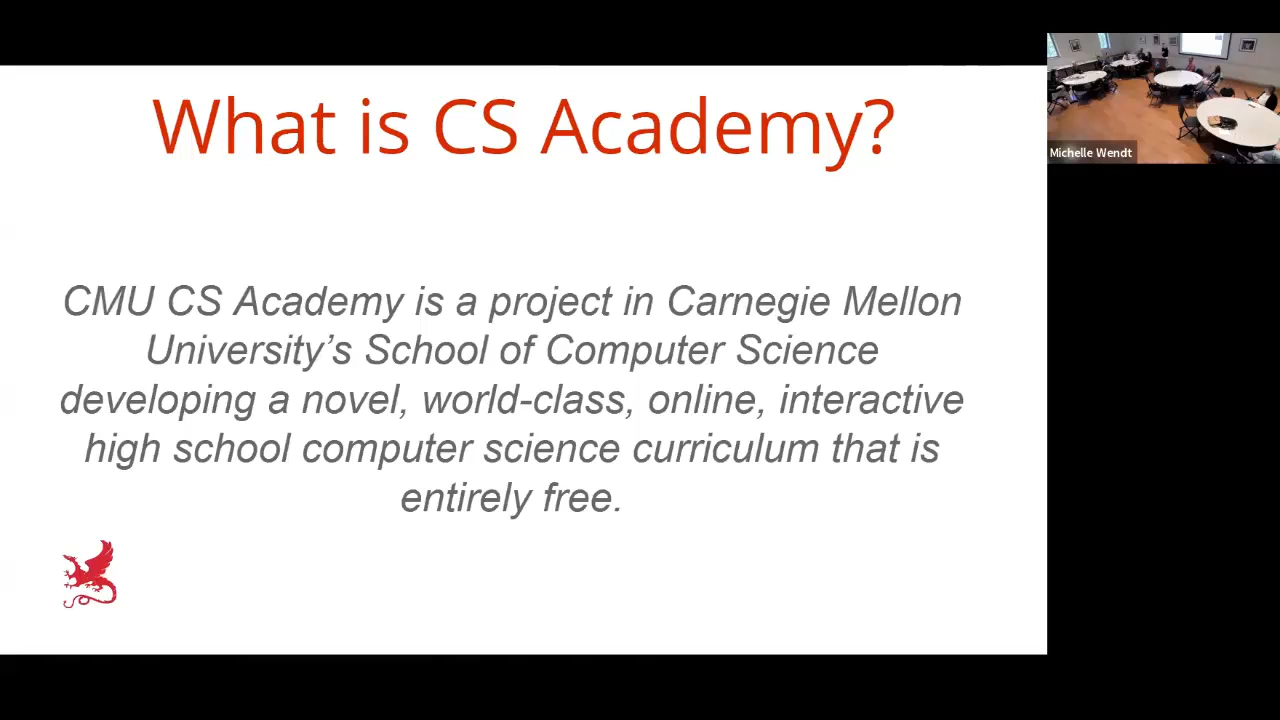 What is CS Academy?
CMU CS Academy is a project in Carnegie Mellon
University’s School of Computer Science
developing a novel, world-class, online, interactive
high school computer science curriculum that is
entirely free.
Michelle Wendt